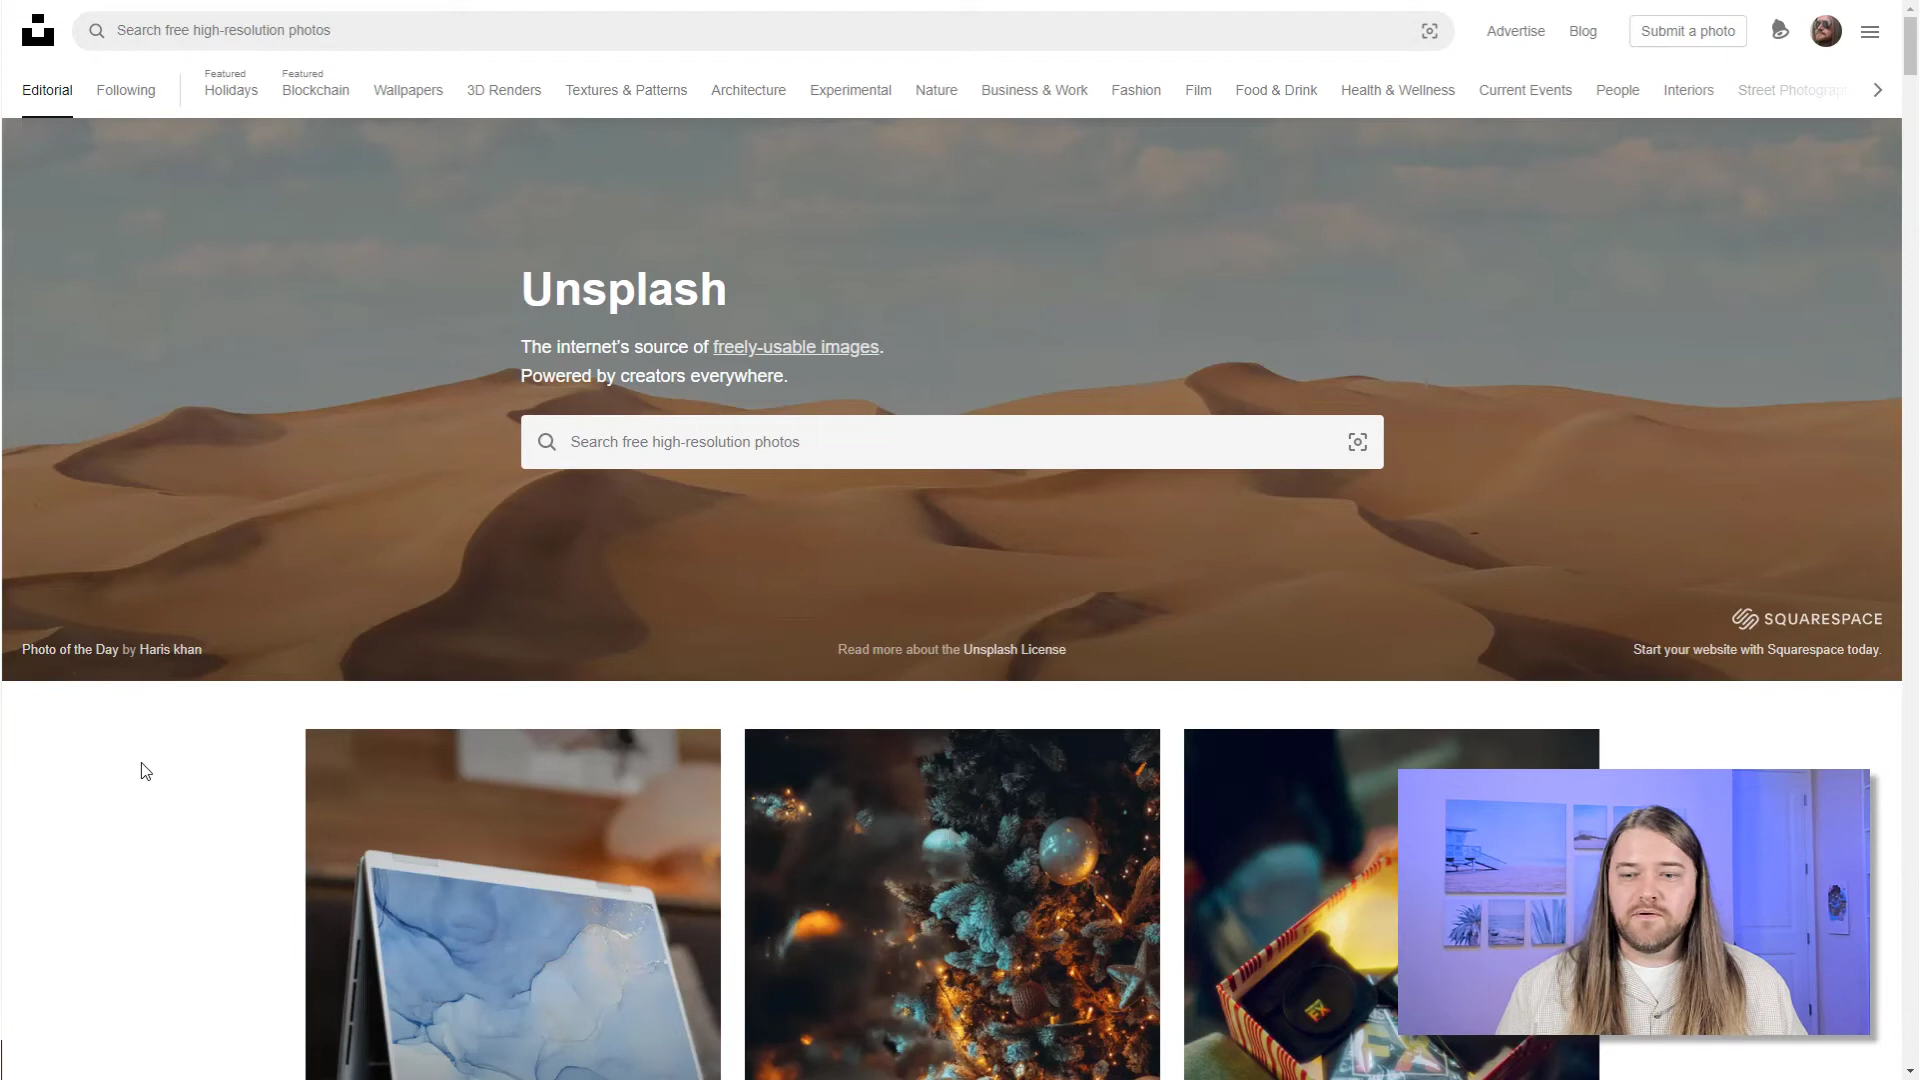 Search free high-resolution photos
Advertise
Blog
Submit a photo
Editorial
Following
Featured
Holidays
Featured
Blockchain
Wallpapers
3D Renders
Textures & Patterns
Architecture
Experimental
Nature
Business & Work
Fashion
Film
Food & Drink
Health & Wellness
Current Events
People
Interiors
Street Photograp
Unsplash
The internet's source of freely-usable images.
Powered by creators everywhere.
Search free high-resolution photos
SQUARESPACE
Photo of the Day by Haris khan
Read more about the Unsplash License
Start your website with Squarespace today.